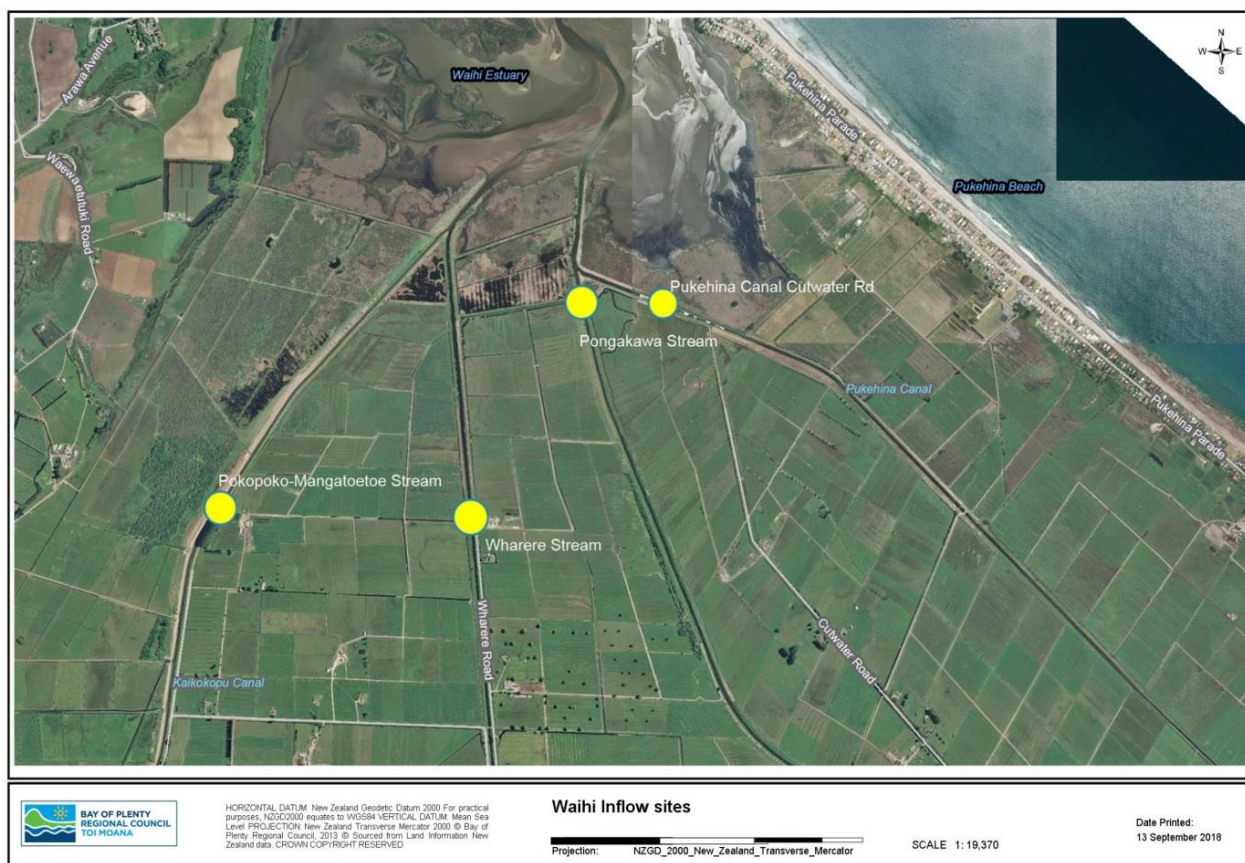 Arawa Avenue
Waewaetutuki Road
Waihi Estuary
Pukehina Parade
N
W E
S
Pukehina Beach
Pukehina Canal Cutwater Rd
Pongakawa Stream
Pukehina Canal
Pukehina Parade
Pokopoko-Mangatoetoe Stream
Wharere Stream
Wharere Road
Cutwater Road
Kaikokopu Canal
BAY OF PLENTY
REGIONAL COUNCIL
TOI MOANA
HORIZONTAL DATUM: New Zealand Geodetic Datum 2000 For practical
purposes, NZGD2000 equates to WGS84 VERTICAL DATUM: Mean Sea
Level PROJECTION: New Zealand Transverse Mercator 2000 © Bay of
Plenty Regional Council, 2013 © Sourced from Land Information New
Zealand data. CROWN COPYRIGHT RESERVED
Waihi Inflow sites
Projection: NZGD_2000_New_Zealand_Transverse_Mercator
SCALE 1: 19,370
Date Printed:
13 September 2018